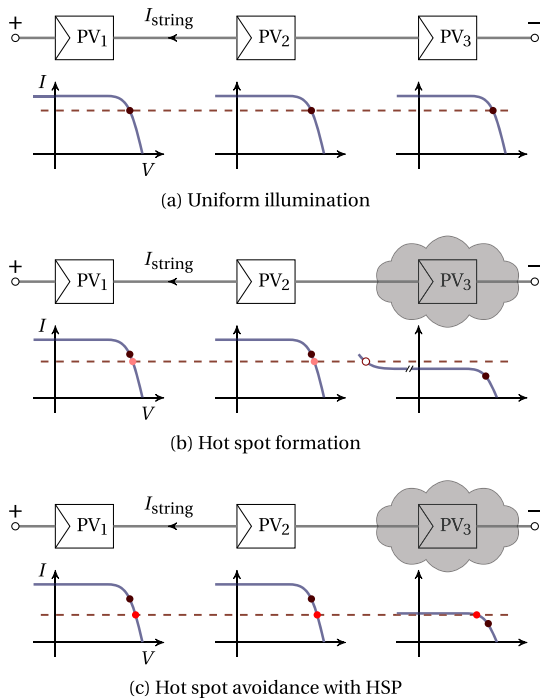 I_string
+ PV_1 PV_2 PV_3 −
I
V
(a) Uniform illumination
I_string
+ PV_1 PV_2 PV_3 −
I
V
(b) Hot spot formation
I_string
+ PV_1 PV_2 PV_3 −
I
V
(c) Hot spot avoidance with HSP